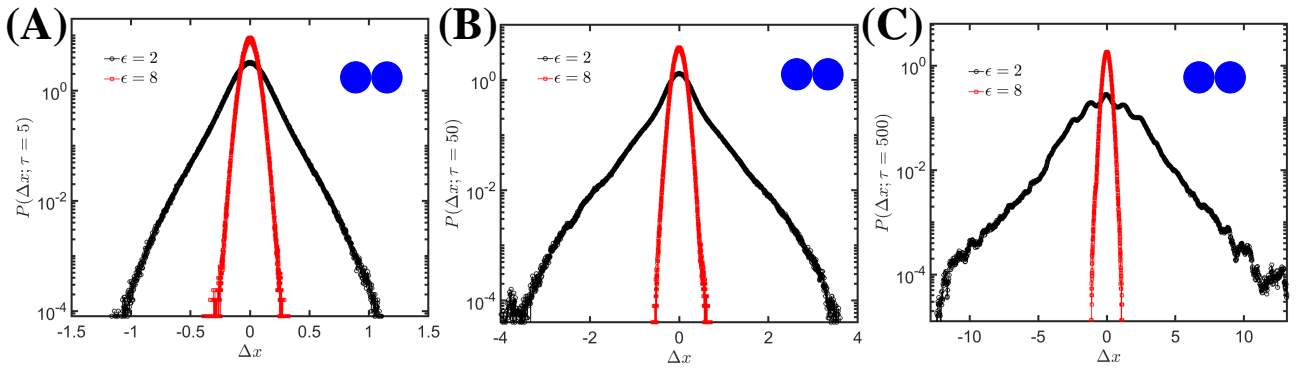 (A)
P(Δx; τ = 5)
10^0
10^-2
10^-4
ϵ = 2
ϵ = 8
-1.5 -1 -0.5 0 0.5 1 1.5
Δx
(B)
P(Δx; τ = 50)
10^0
10^-2
10^-4
ϵ = 2
ϵ = 8
-4 -2 0 2 4
Δx
(C)
P(Δx; τ = 500)
10^0
10^-2
10^-4
ϵ = 2
ϵ = 8
-10 -5 0 5 10
Δx